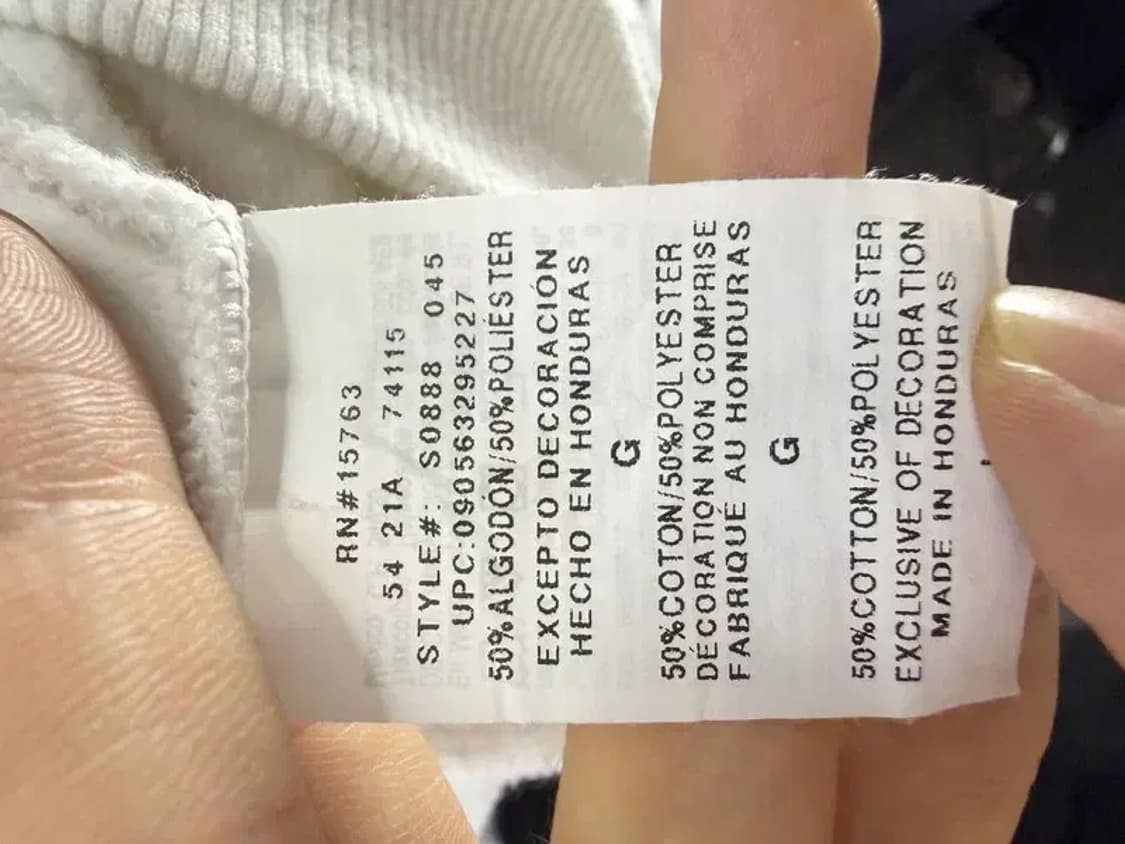 RN#15763
54 21A 74115
STYLE#: S0888 045
UPC:090563295227
50%ALGODÓN/50%POLIÉSTER
EXCEPTO DECORACIÓN
HECHO EN HONDURAS
G
50%COTON/50%POLYESTER
DÉCORATION NON COMPRISE
FABRIQUÉ AU HONDURAS
G
50%COTTON/50%POLYESTER
EXCLUSIVE OF DECORATION
MADE IN HONDURAS